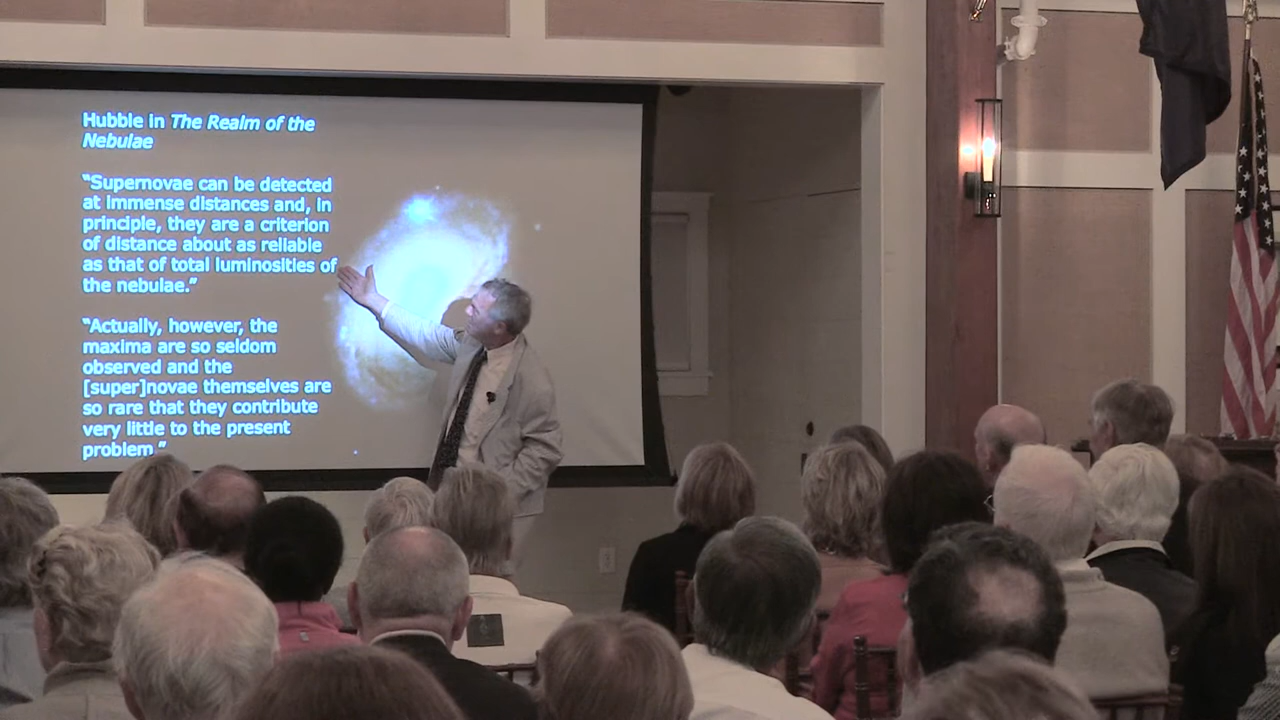 Hubble in The Realm of the
Nebulae
“Supernovae can be detected
at immense distances and, in
principle, they are a criterion
of distance about as reliable
as that of total luminosities of
the nebulae.”
“Actually, however, the
maxima are so seldom
observed and the
[super]novae themselves are
so rare that they contribute
very little to the present
problem.”